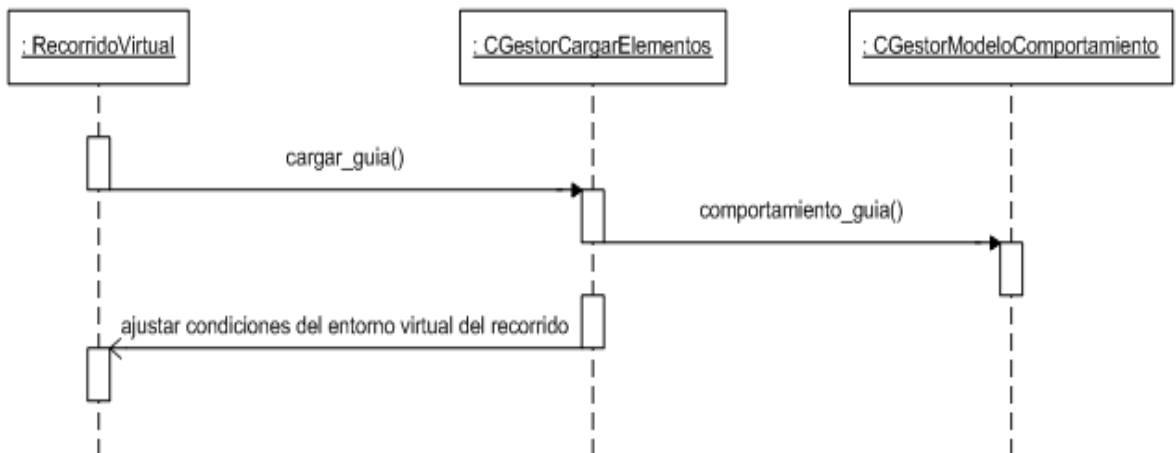 : RecorridoVirtual
: CGestorCargarElementos
: CGestorModeloComportamiento
cargar_guia()
comportamiento_guia()
ajustar condiciones del entorno virtual del recorrido